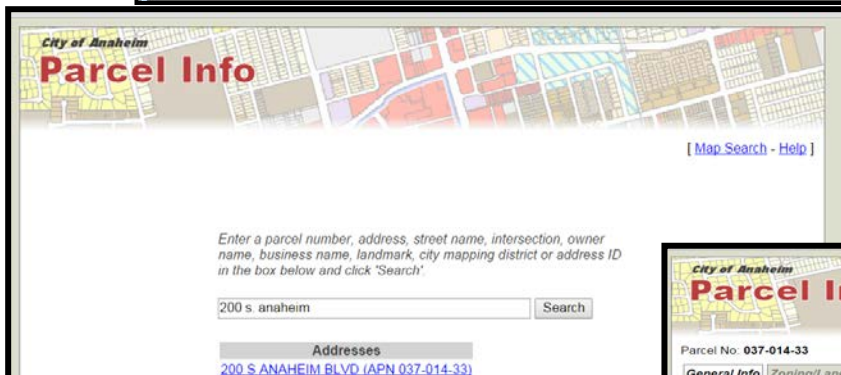 City of Anaheim
Parcel Info
[ Map Search - Help ]
Enter a parcel number, address, street name, intersection, owner
name, business name, landmark, city mapping district or address ID
in the box below and click 'Search'.
200 s. anaheim
Search
Addresses
200 S ANAHEIM BLVD (APN 037-014-33)
City of Anaheim
Parcel
Parcel No: 037-014-33
General Info